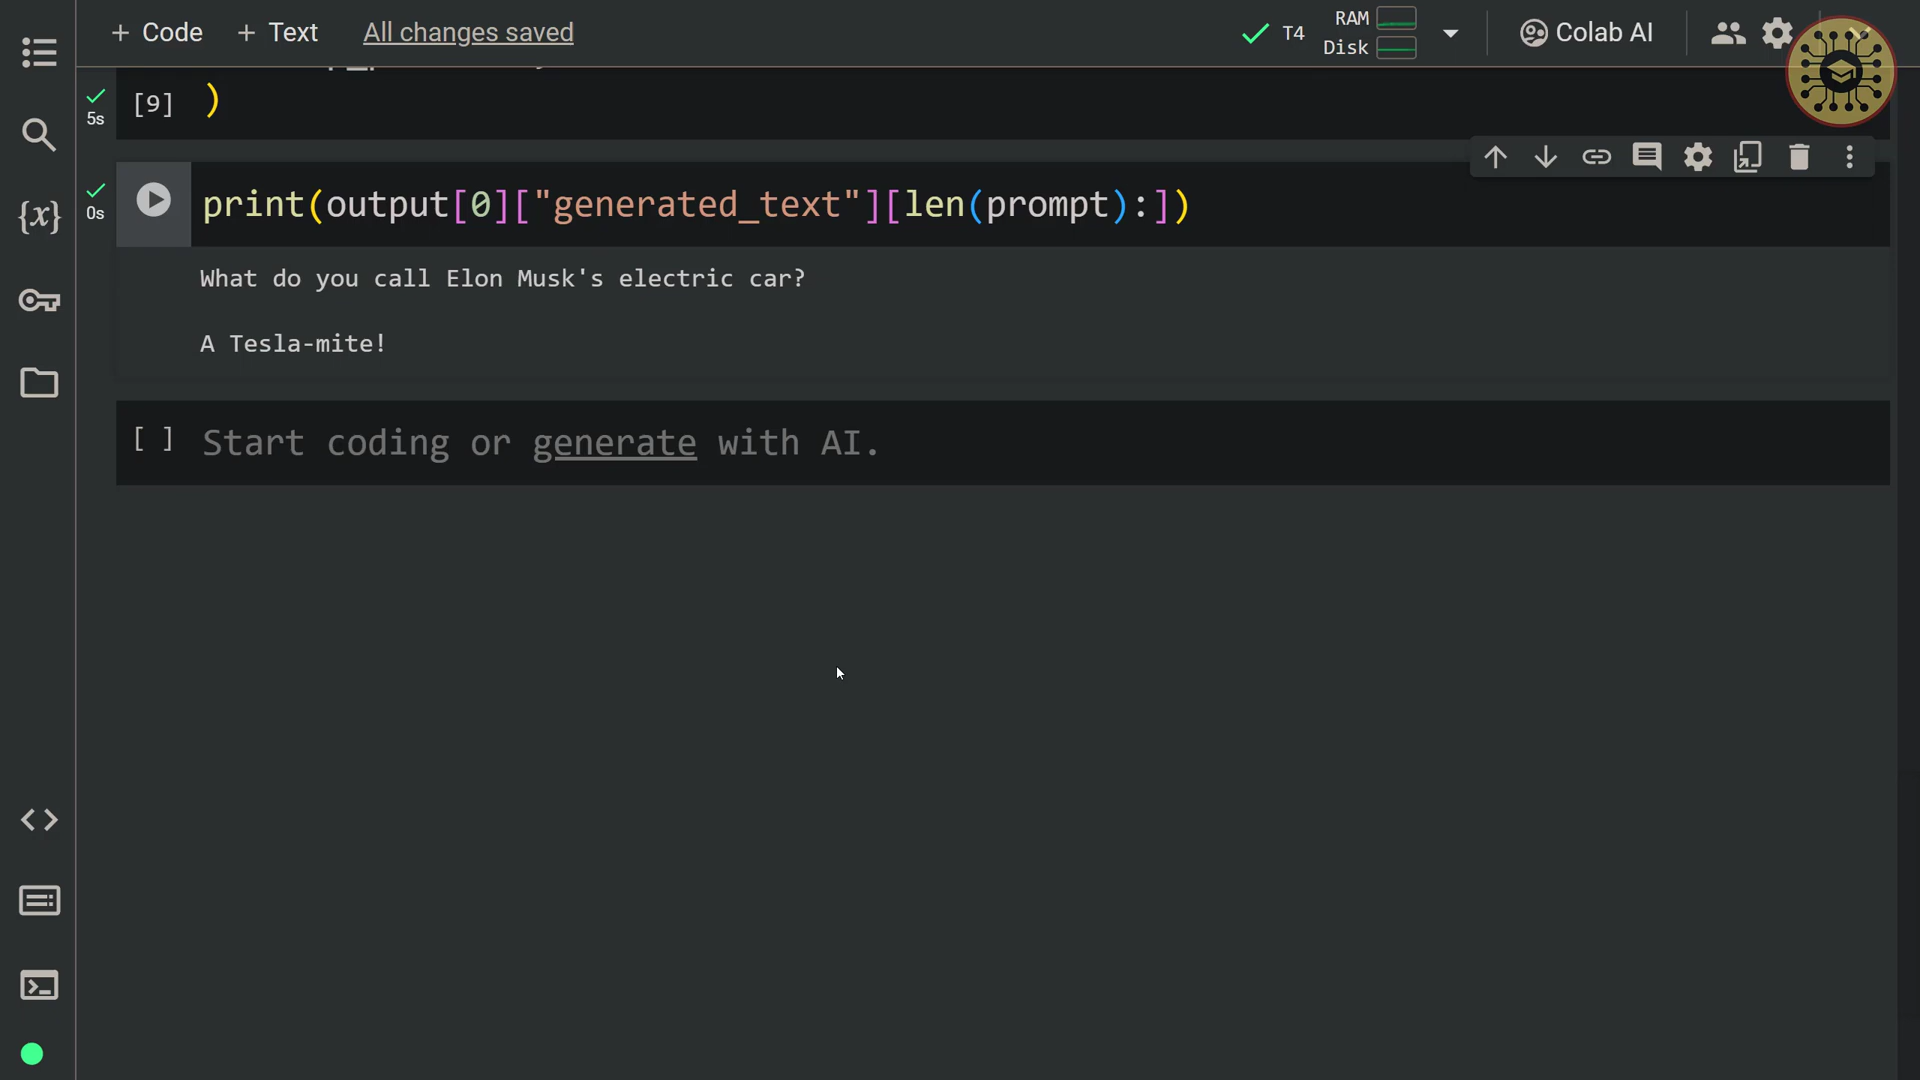 + Code + Text All changes saved
T4 RAM Disk
Colab AI
5s [9] )
0s print(output[0]["generated_text"][len(prompt):])
What do you call Elon Musk's electric car?
A Tesla-mite!
[ ] Start coding or generate with AI.
{x}